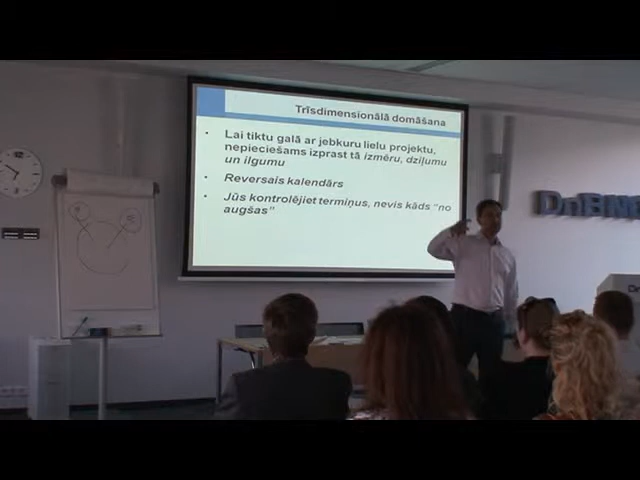 Trīsdimensionālā domāšana
• Lai tiktu galā ar jebkuru lielu projektu,
nepieciešams izprast tā izmēru, dziļumu
un ilgumu
• Reversais kalendārs
• Jūs kontrolējiet termiņus, nevis kāds "no
augšas"
DnBNO